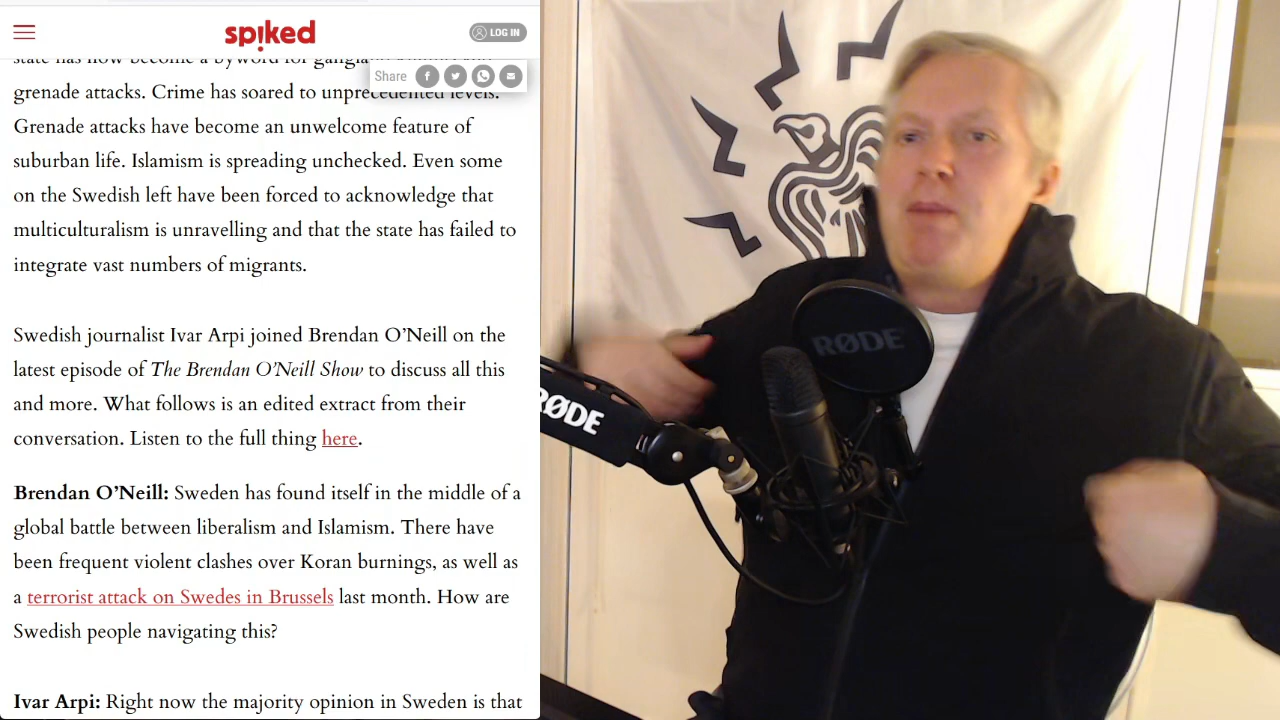 spiked
LOG IN
state has now become a byword for
Share
grenade attacks. Crime has soared to unprecedented levels.
Grenade attacks have become an unwelcome feature of
suburban life. Islamism is spreading unchecked. Even some
on the Swedish left have been forced to acknowledge that
multiculturalism is unravelling and that the state has failed to
integrate vast numbers of migrants.
Swedish journalist Ivar Arpi joined Brendan O’Neill on the
latest episode of The Brendan O’Neill Show to discuss all this
and more. What follows is an edited extract from their
conversation. Listen to the full thing here.
Brendan O’Neill: Sweden has found itself in the middle of a
global battle between liberalism and Islamism. There have
been frequent violent clashes over Koran burnings, as well as
a terrorist attack on Swedes in Brussels last month. How are
Swedish people navigating this?
Ivar Arpi: Right now the majority opinion in Sweden is that
RØDE
RØDE